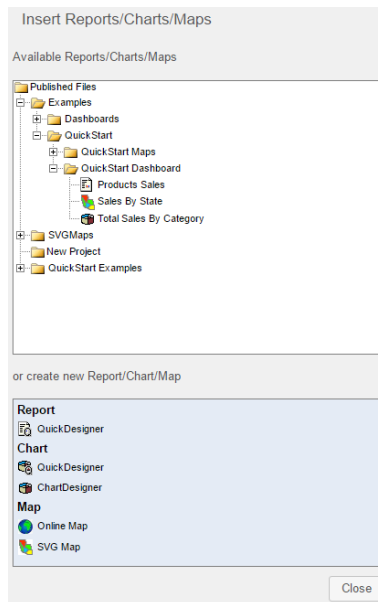 Insert Reports/Charts/Maps
Available Reports/Charts/Maps
Published Files
Examples
Dashboards
QuickStart
QuickStart Maps
QuickStart Dashboard
Products Sales
Sales By State
Total Sales By Category
SVGMaps
New Project
QuickStart Examples
or create new Report/Chart/Map
Report
QuickDesigner
Chart
QuickDesigner
ChartDesigner
Map
Online Map
SVG Map
Close